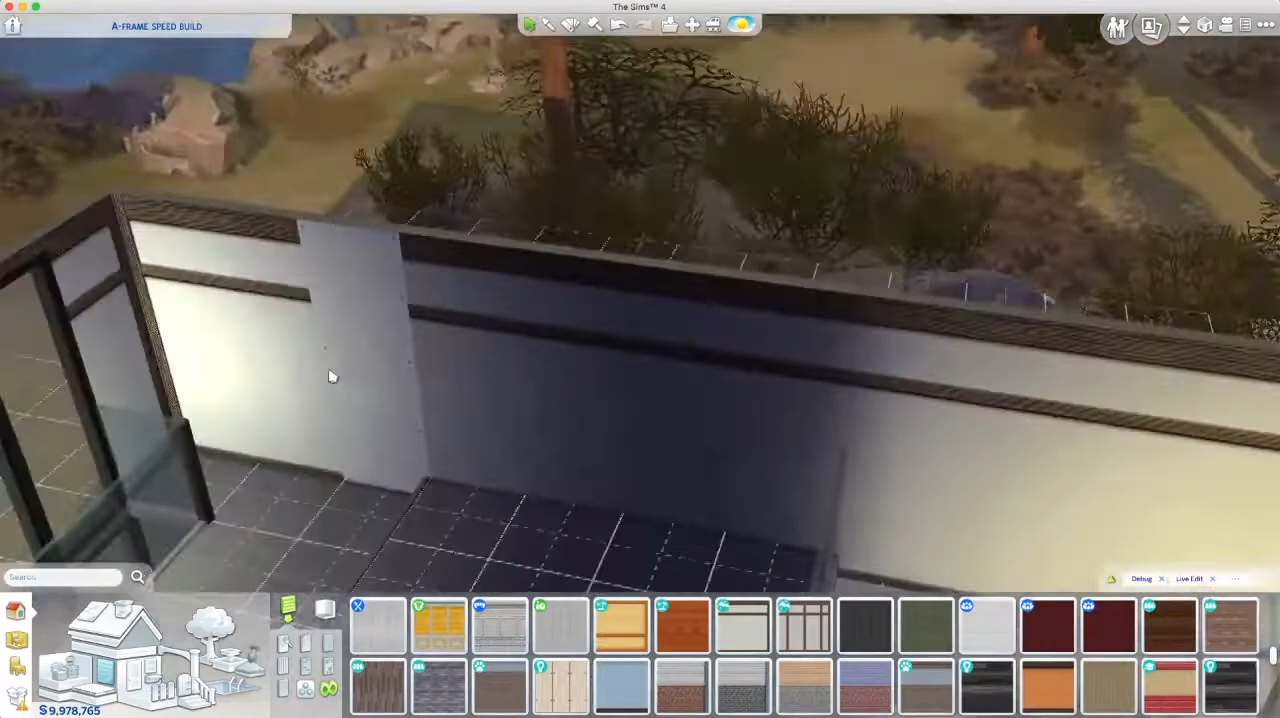 The Sims™ 4
A-FRAME SPEED BUILD
Search
Debug
Live Edit
$9,978,765